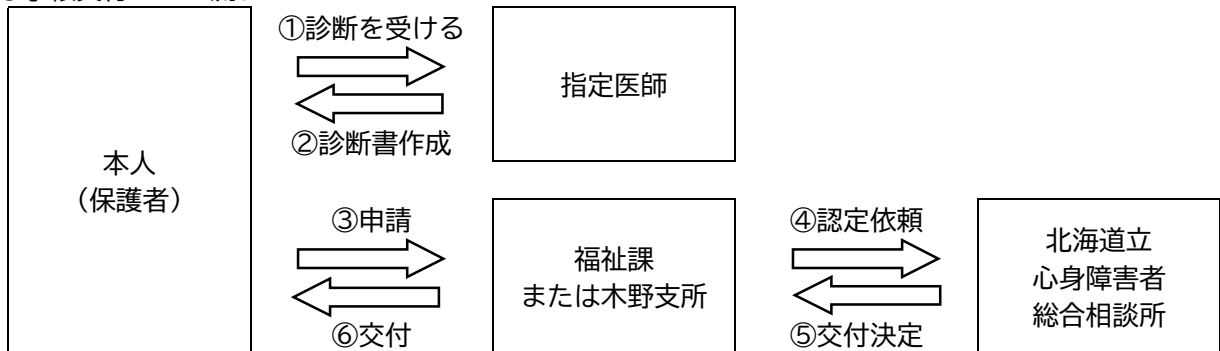 ①診断を受ける
指定医師
②診断書作成
本人
（保護者）
③申請
福祉課
または木野支所
⑥交付
④認定依頼
北海道立
心身障害者
総合相談所
⑤交付決定